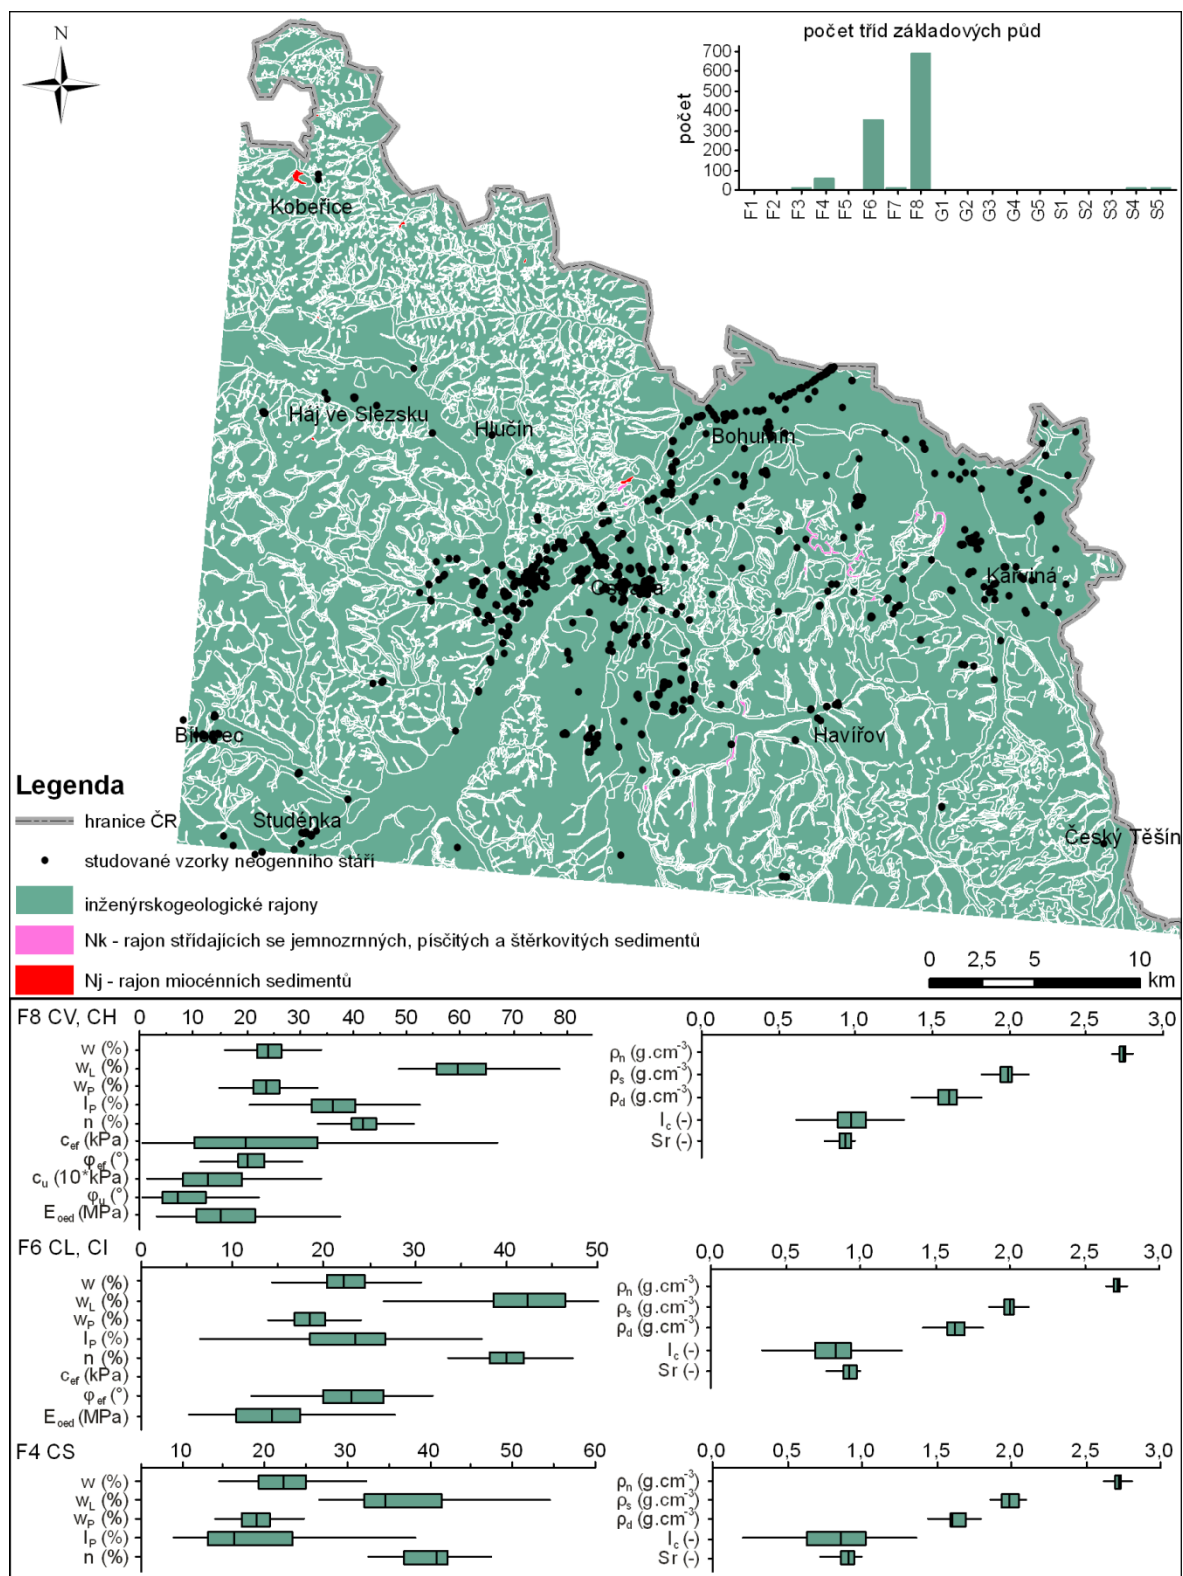 N
počet tříd základových půd
počet
700
600
500
400
300
200
100
0
F1
F2
F3
F4
F5
F6
F7
F8
G1
G2
G3
G4
G5
S1
S2
S3
S4
S5
Kobeřice
Háj ve Slezsku
Hlučín
Bohumín
Ostrava
Karviná
Bílovec
Havířov
Studénka
Český Těšín
Legenda
hranice ČR
studované vzorky neogenního stáří
inženýrskogeologické rajony
Nk - rajon střídajících se jemnozrnných, písčitých a štěrkovitých sedimentů
Nj - rajon miocénních sedimentů
0 2,5 5 10
km
F8 CV, CH
0 10 20 30 40 50 60 70 80
w (%)
wL (%)
wP (%)
IP (%)
n (%)
cef (kPa)
φef (°)
cu (10*kPa)
φu (°)
Eoed (MPa)
0,0 0,5 1,0 1,5 2,0 2,5 3,0
ρn (g.cm-3)
ρs (g.cm-3)
ρd (g.cm-3)
Ic (-)
Sr (-)
F6 CL, CI
0 10 20 30 40 50
w (%)
wL (%)
wP (%)
IP (%)
n (%)
cef (kPa)
φef (°)
Eoed (MPa)
0,0 0,5 1,0 1,5 2,0 2,5 3,0
ρn (g.cm-3)
ρs (g.cm-3)
ρd (g.cm-3)
Ic (-)
Sr (-)
F4 CS
10 20 30 40 50 60
w (%)
wL (%)
wP (%)
IP (%)
n (%)
0,0 0,5 1,0 1,5 2,0 2,5 3,0
ρn (g.cm-3)
ρs (g.cm-3)
ρd (g.cm-3)
Ic (-)
Sr (-)